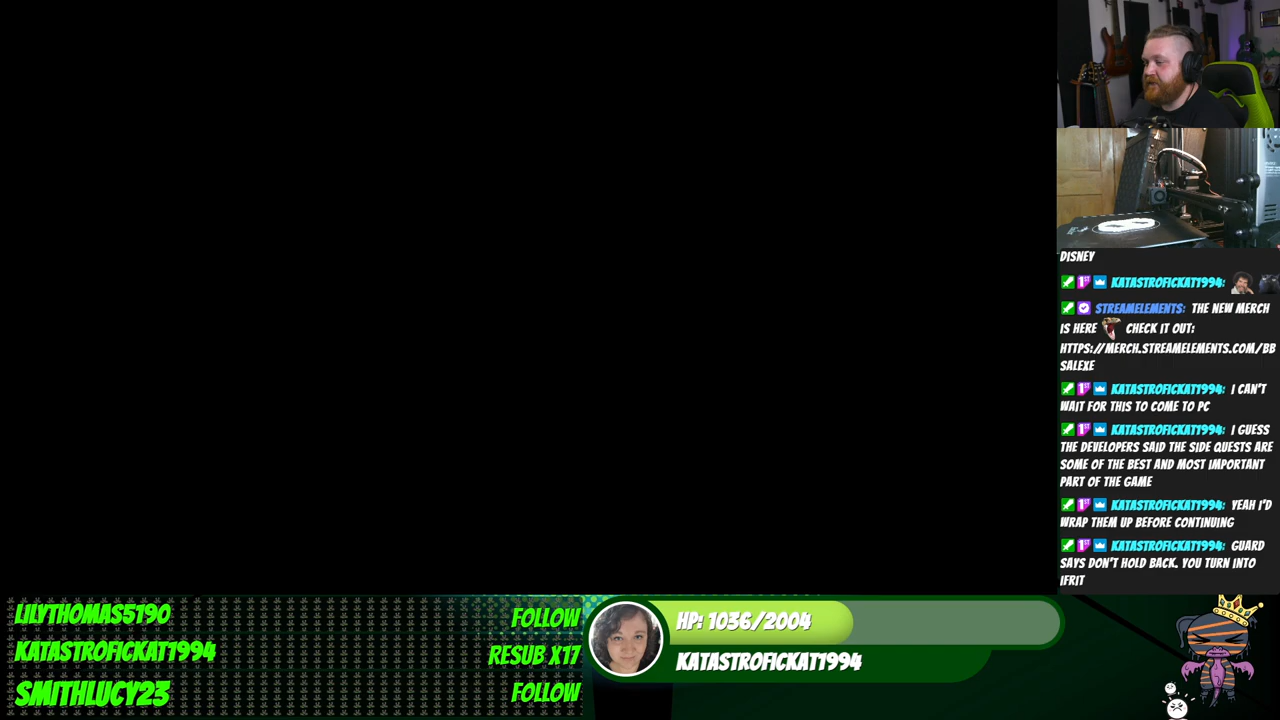 DISNEY
KATASTROFICKAT1994:
STREAMELEMENTS: THE NEW MERCH
IS HERE CHECK IT OUT:
HTTPS://MERCH.STREAMELEMENTS.COM/BB
SALEXE
KATASTROFICKAT1994: I CAN'T
WAIT FOR THIS TO COME TO PC
KATASTROFICKAT1994: I GUESS
THE DEVELOPERS SAID THE SIDE QUESTS ARE
SOME OF THE BEST AND MOST IMPORTANT
PART OF THE GAME
KATASTROFICKAT1994: YEAH I'D
WRAP THEM UP BEFORE CONTINUING
KATASTROFICKAT1994: GUARD
SAYS DON'T HOLD BACK. YOU TURN INTO
IFRIT
LILYTHOMAS5190 FOLLOW
KATASTROFICKAT1994 RESUB X17
SMITHLUCY23 FOLLOW
HP: 1036/2004
KATASTROFICKAT1994